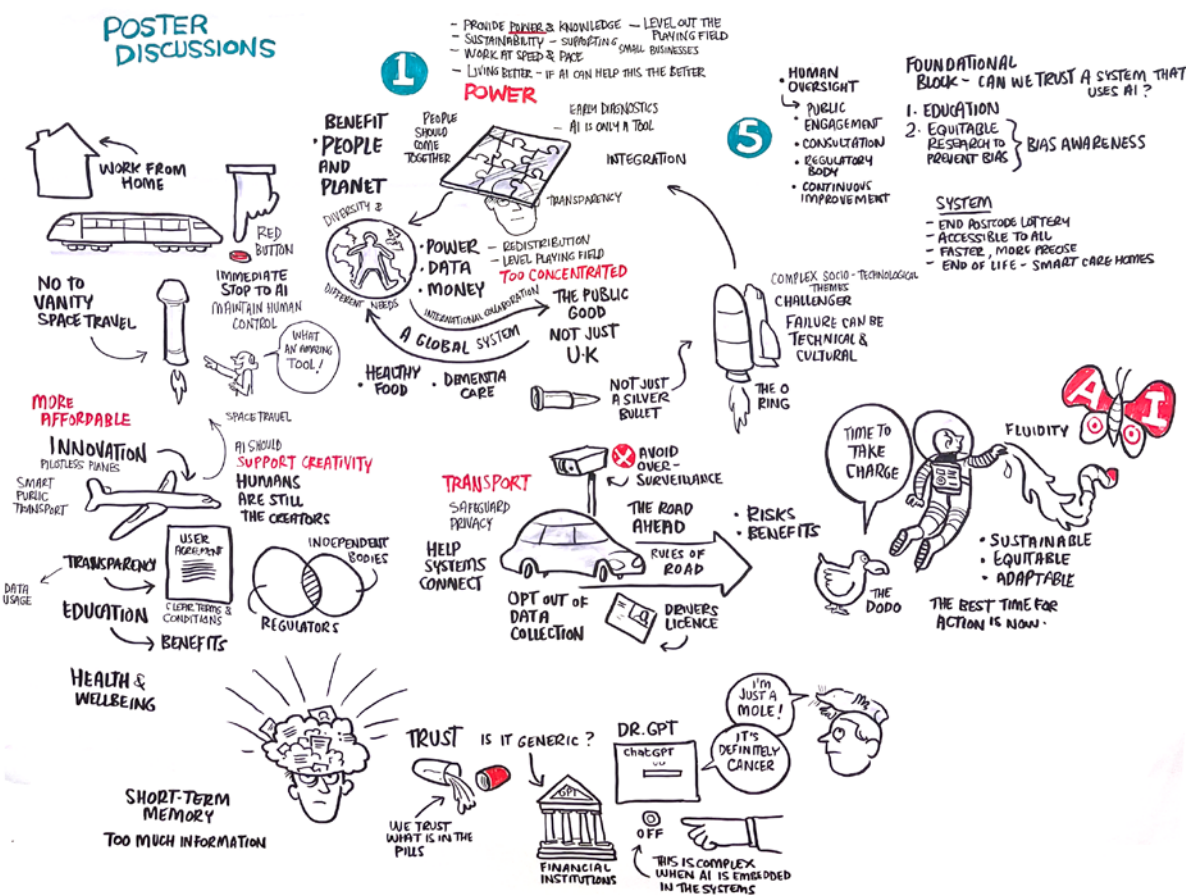 POSTER
DISCUSSIONS
1
- PROVIDE POWER & KNOWLEDGE - LEVEL OUT THE
PLAYING FIELD
- SUSTAINABILITY - SUPPORTING
SMALL BUSINESSES
- WORK AT SPEED & PACE
- LIVING BETTER - IF AI CAN HELP THIS THE BETTER
POWER
BENEFIT
• PEOPLE
AND
PLANET
PEOPLE
SHOULD
COME
TOGETHER
EARLY DIAGNOSTICS
- AI IS ONLY A TOOL
INTEGRATION
TRANSPARENCY
DIVERSITY &
DIFFERENT NEEDS
• POWER
• DATA
• MONEY
- REDISTRIBUTION
- LEVEL PLAYING FIELD
TOO CONCENTRATED
INTERNATIONAL COLLABORATION
THE PUBLIC
GOOD
NOT JUST
U.K
A GLOBAL SYSTEM
• HEALTHY
FOOD
• DEMENTIA
CARE
NOT JUST
A SILVER
BULLET
5
• HUMAN
OVERSIGHT
PUBLIC
• ENGAGEMENT
• CONSULTATION
• REGULATORY
BODY
• CONTINUOUS
IMPROVEMENT
FOUNDATIONAL
BLOCK - CAN WE TRUST A SYSTEM THAT
USES AI?
1. EDUCATION
2. EQUITABLE
RESEARCH TO
PREVENT BIAS
BIAS AWARENESS
SYSTEM
- END POSTCODE LOTTERY
- ACCESSIBLE TO ALL
- FASTER, MORE PRECISE
- END OF LIFE - SMART CARE HOMES
COMPLEX SOCIO-TECHNOLOGICAL
THEMES
CHALLENGER
FAILURE CAN BE
TECHNICAL &
CULTURAL
THE O
RING
WORK FROM
HOME
RED
BUTTON
IMMEDIATE
STOP TO AI
MAINTAIN HUMAN
CONTROL
NO TO
VANITY
SPACE TRAVEL
WHAT
AN AMAZING
TOOL!
SPACE TRAVEL
MORE
AFFORDABLE
INNOVATION
PILOTLESS PLANES
SMART
PUBLIC
TRANSPORT
AI SHOULD
SUPPORT CREATIVITY
HUMANS
ARE STILL
THE CREATORS
TRANSPARENCY
DATA
USAGE
USER
AGREEMENT
CLEAR TERMS &
CONDITIONS
EDUCATION
BENEFITS
INDEPENDENT
BODIES
REGULATORS
TRANSPORT
SAFEGUARD
PRIVACY
HELP
SYSTEMS
CONNECT
AVOID
OVER-
SURVEILANCE
THE ROAD
AHEAD
RULES OF
ROAD
• RISKS
• BENEFITS
OPT OUT OF
DATA
COLLECTION
DRIVERS
LICENCE
TIME TO
TAKE
CHARGE
THE
DODO
FLUIDITY
AI
• SUSTAINABLE
• EQUITABLE
• ADAPTABLE
THE BEST TIME FOR
ACTION IS NOW.
HEALTH &
WELLBEING
SHORT-TERM
MEMORY
TOO MUCH INFORMATION
TRUST IS IT GENERIC?
WE TRUST
WHAT IS IN THE
PILLS
GPT
FINANCIAL
INSTITUTIONS
DR.GPT
ChatGPT
I'M
JUST A
MOLE!
IT'S
DEFINITELY
CANCER
OFF
THIS IS COMPLEX
WHEN AI IS EMBEDDED
IN THE SYSTEMS